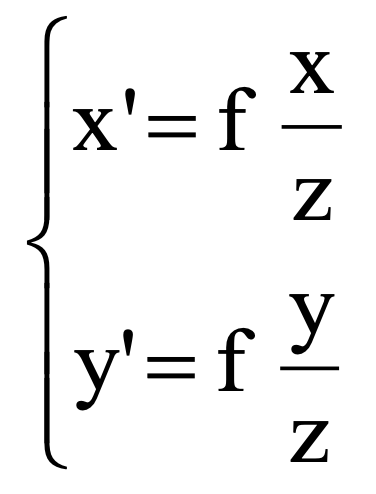 x' = f x/z
y' = f y/z